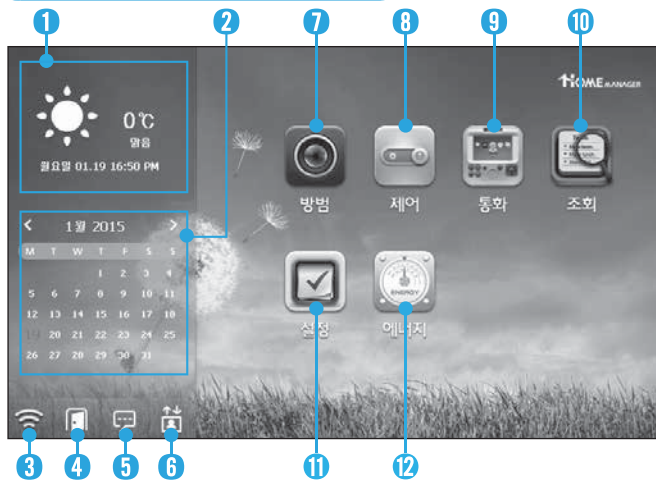 1 2 7 8 9 10
HOME MANAGER
0℃
맑음
월요일 01.19 16:50 PM
방범 제어 통화 조회
< 1월 2015 >
M T W T F S S
1 2 3 4
5 6 7 8 9 10 11
12 13 14 15 16 17 18
19 20 21 22 23 24 25
26 27 28 29 30 31
ENERGY
설정 에너지
3 4 5 6 11 12